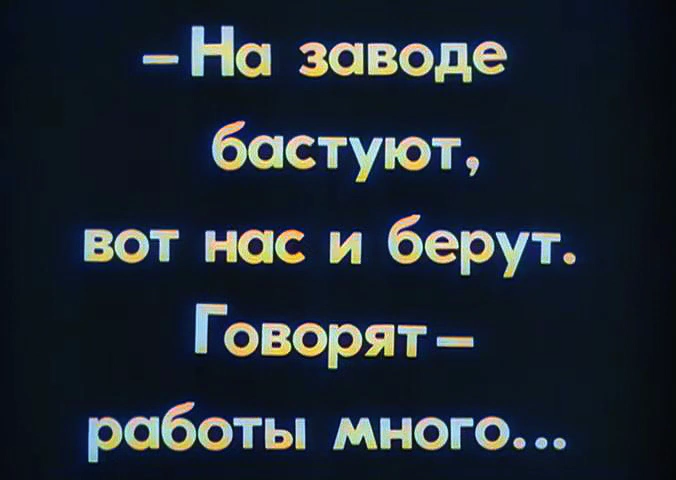 –На заводе
бастуют,
вот нас и берут.
Говорят–
работы много...